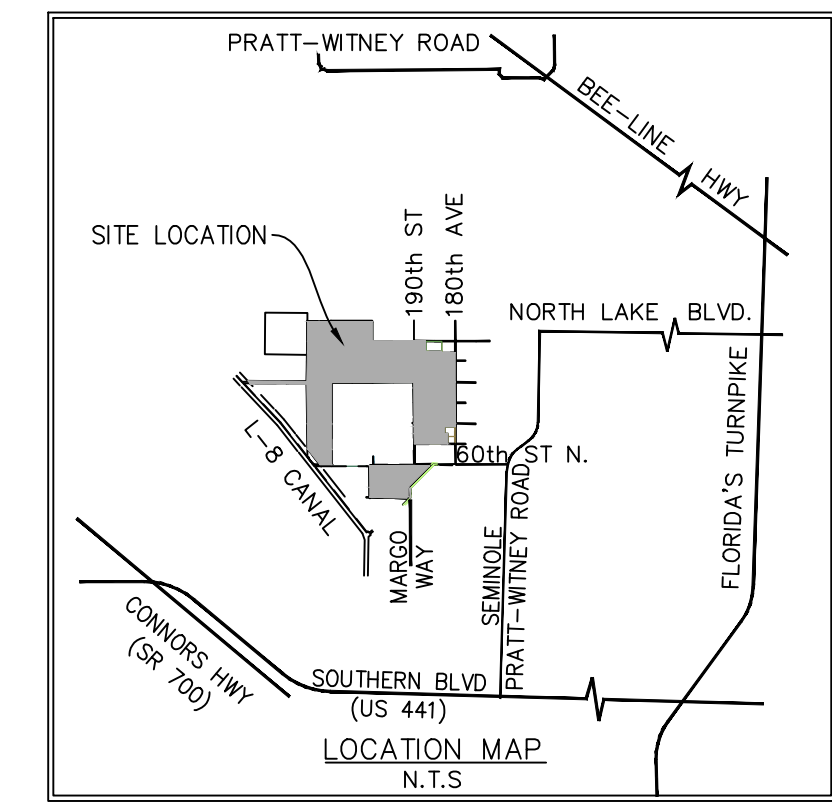 PRATT-WITNEY ROAD
BEE-LINE
HWY
SITE LOCATION
190th ST
180th AVE
NORTH LAKE BLVD.
FLORIDA'S TURNPIKE
L-8 CANAL
60th ST N.
MARGO
WAY
SEMINOLE
PRATT-WITNEY ROAD
CONNORS HWY
(SR 700)
SOUTHERN BLVD
(US 441)
LOCATION MAP
N.T.S